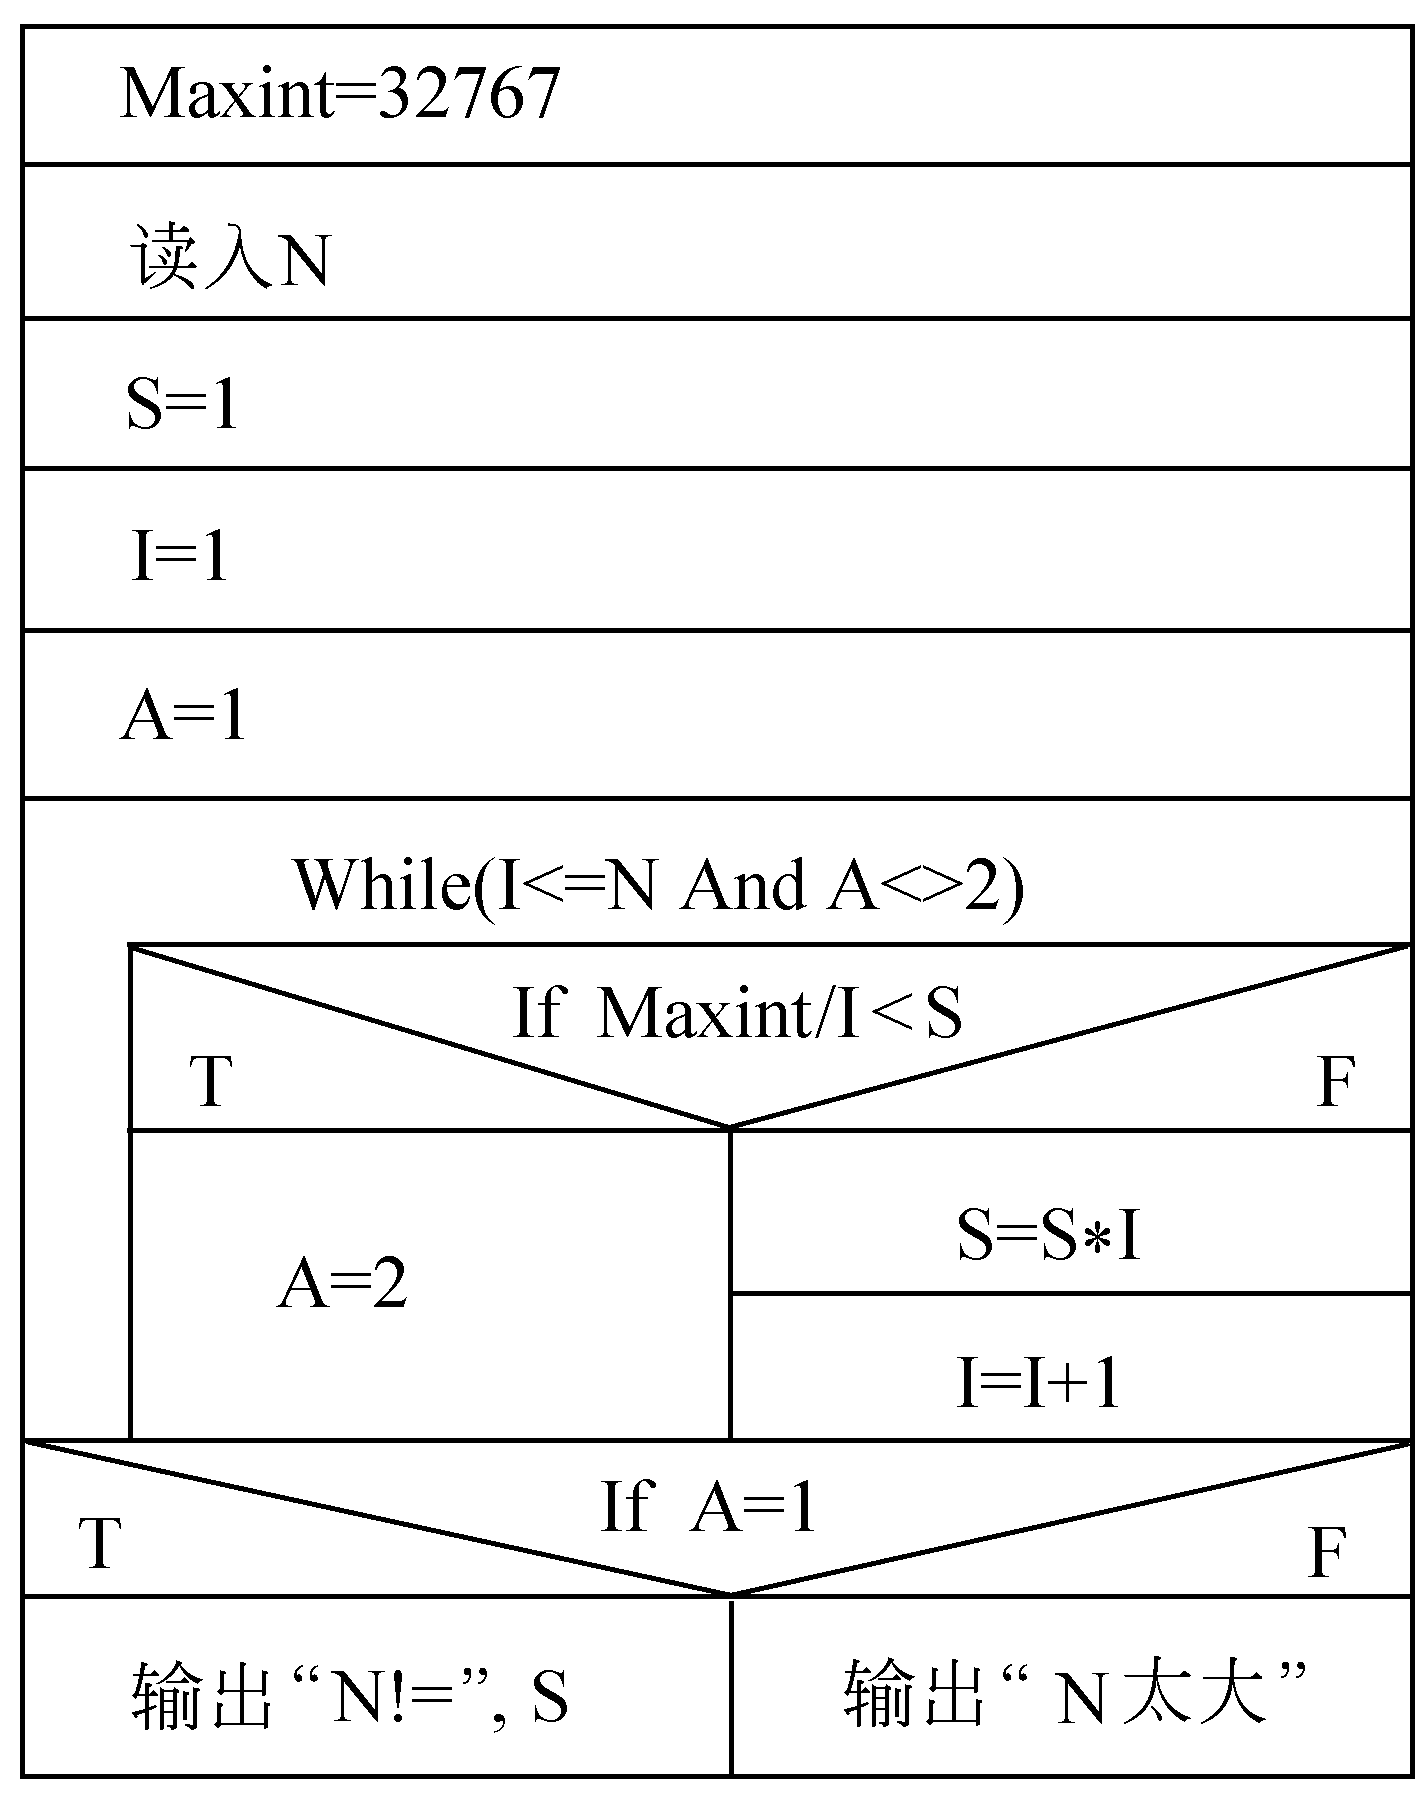 Maxint=32767
读入N
S=1
I=1
A=1
While(I<=N And A<>2)
If Maxint/I<S
T
F
A=2
S=S*I
I=I+1
If A=1
T
F
输出“N!=”, S
输出“N太大”